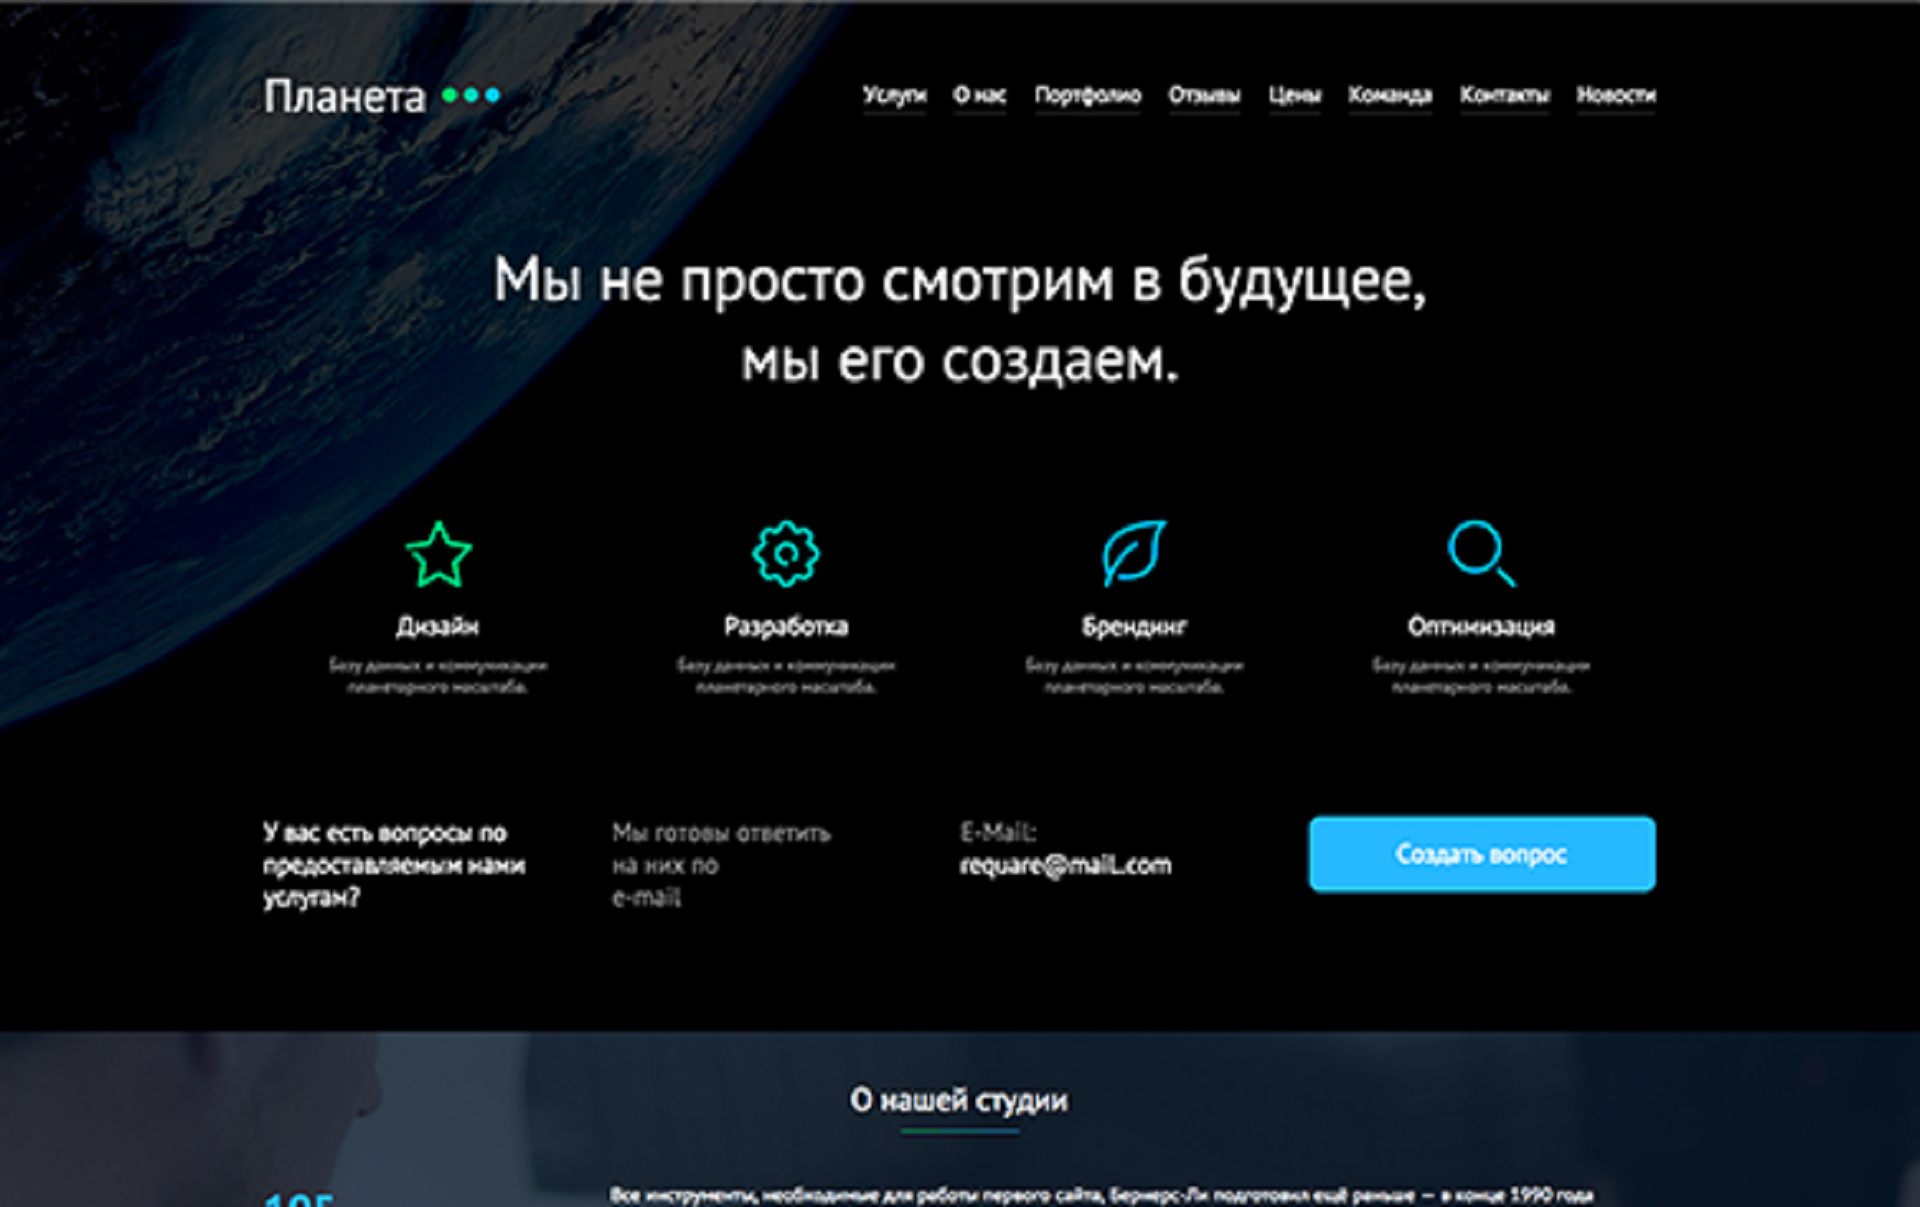 Планета
Услуги О нас Портфолио Отзывы Цены Команда Контакты Новости
Мы не просто смотрим в будущее,
мы его создаем.
Дизайн Разработка Брендинг Оптимизация
Базу данных и коммуникации Базу данных и коммуникации Базу данных и коммуникации Базу данных и коммуникации
планетарного масштаба. планетарного масштаба. планетарного масштаба. планетарного масштаба.
У вас есть вопросы по
предоставляемым нами
услугам?
Мы готовы ответить
на них по
e-mail
E-Mail:
requare@mail.com
Создать вопрос
О нашей студии
195
Все инструменты, необходимые для работы первого сайта, Бернерс-Ли подготовил ещё раньше — в конце 1990 года